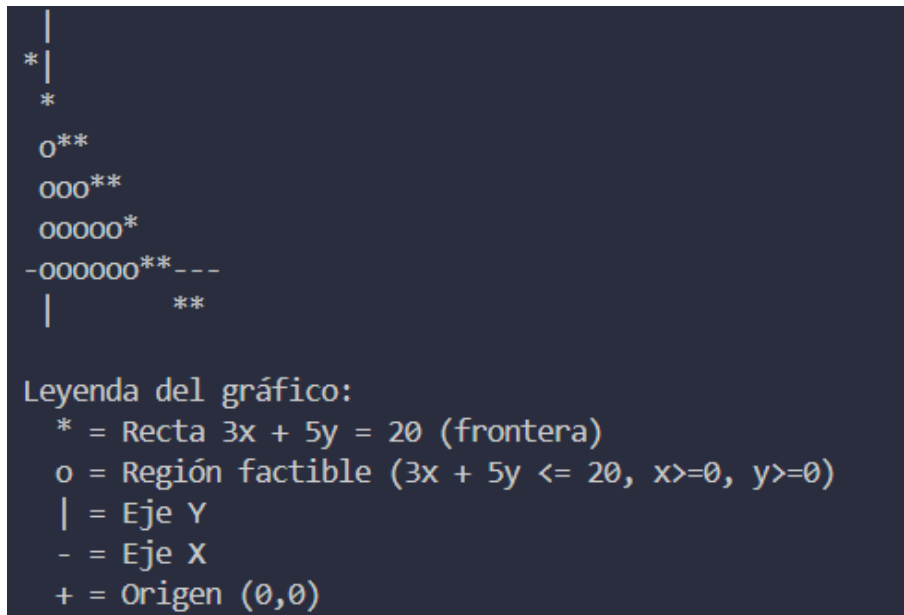 |
*|
 *
 o**
 ooo**
 ooooo*
-oooooo**---
 |       **

Leyenda del gráfico:
  * = Recta 3x + 5y = 20 (frontera)
  o = Región factible (3x + 5y <= 20, x>=0, y>=0)
  | = Eje Y
  - = Eje X
  + = Origen (0,0)